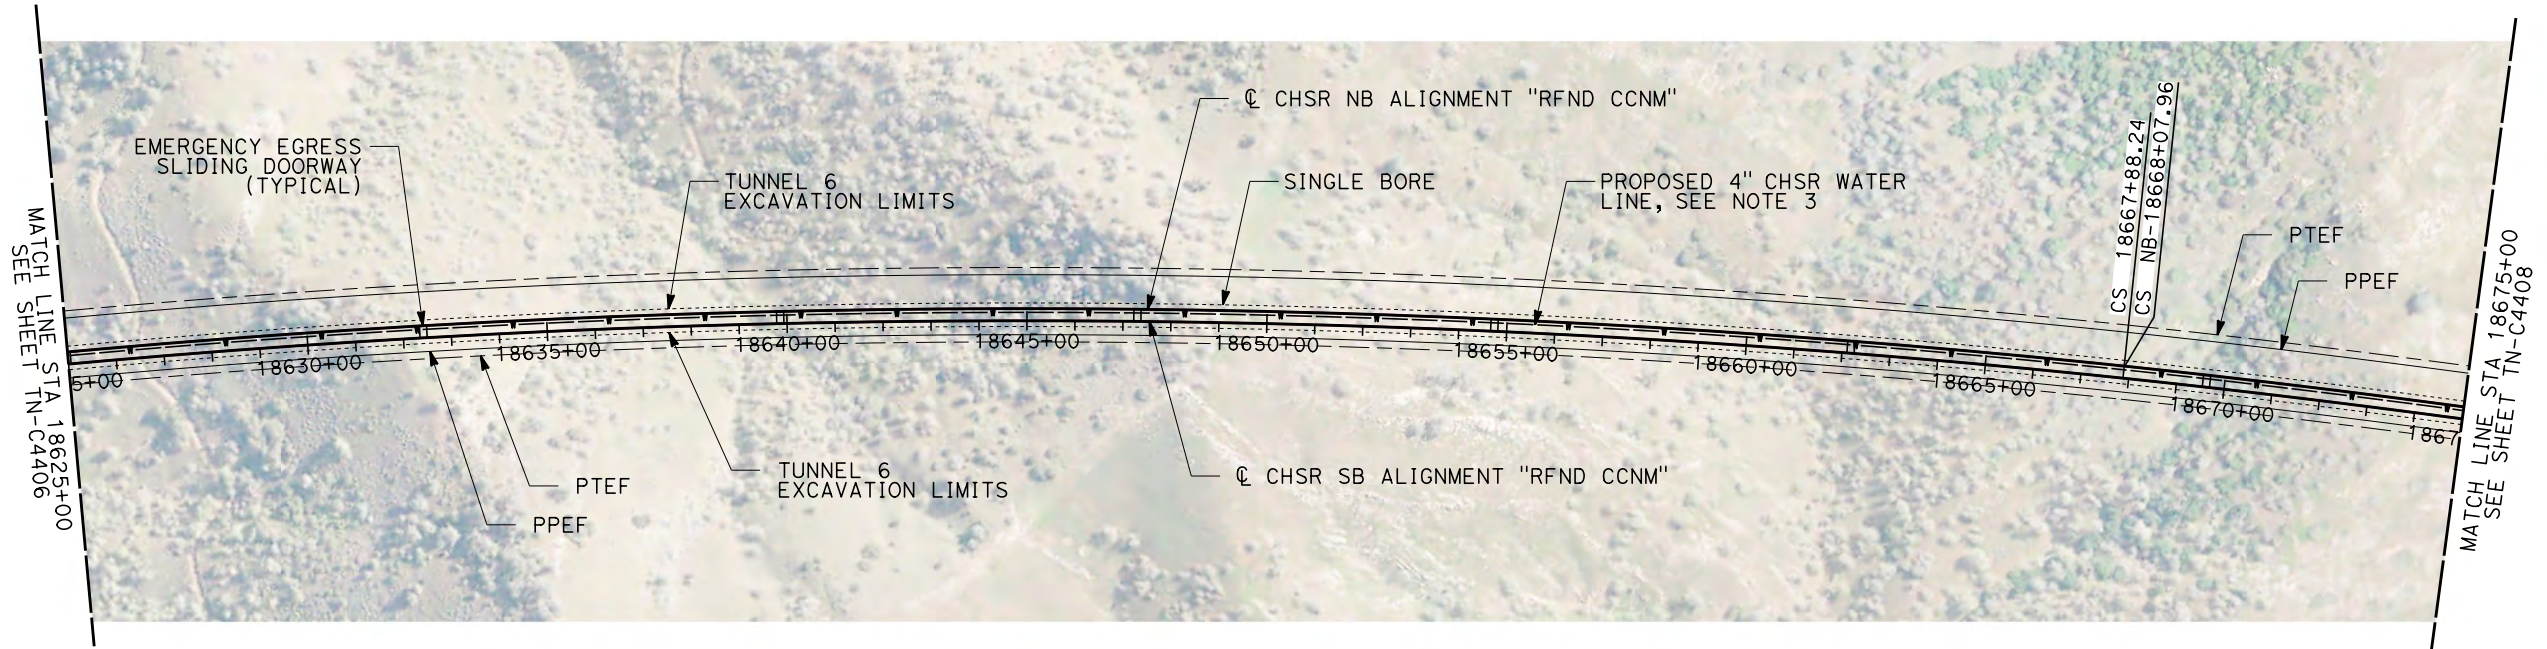 ℄ CHSR NB ALIGNMENT "RFND CCNM"
EMERGENCY EGRESS
SLIDING DOORWAY
(TYPICAL)
TUNNEL 6
EXCAVATION LIMITS
SINGLE BORE
PROPOSED 4" CHSR WATER
LINE, SEE NOTE 3
CS 18667+88.24
CS NB-18668+07.96
PTEF
PPEF
MATCH LINE STA 18625+00
SEE SHEET TN-C4406
5+00
18630+00
18635+00
18640+00
18645+00
18650+00
18655+00
18660+00
18665+00
18670+00
1867
MATCH LINE STA 18675+00
SEE SHEET TN-C4408
TUNNEL 6
EXCAVATION LIMITS
℄ CHSR SB ALIGNMENT "RFND CCNM"
PTEF
PPEF